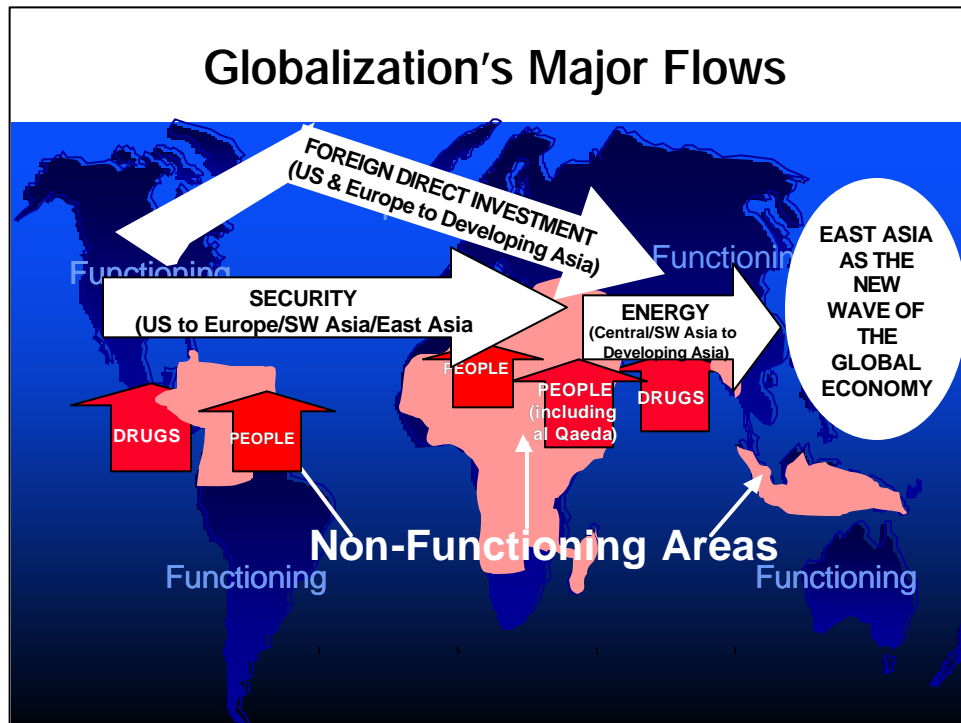 Globalization's Major Flows
FOREIGN DIRECT INVESTMENT
(US & Europe to Developing Asia)
Functioning
Functioning
EAST ASIA
AS THE
NEW
WAVE OF
THE
GLOBAL
ECONOMY
SECURITY
(US to Europe/SW Asia/East Asia
ENERGY
(Central/SW Asia to
Developing Asia)
PEOPLE
PEOPLE
(including
al Qaeda)
DRUGS
DRUGS
PEOPLE
Non-Functioning Areas
Functioning
Functioning